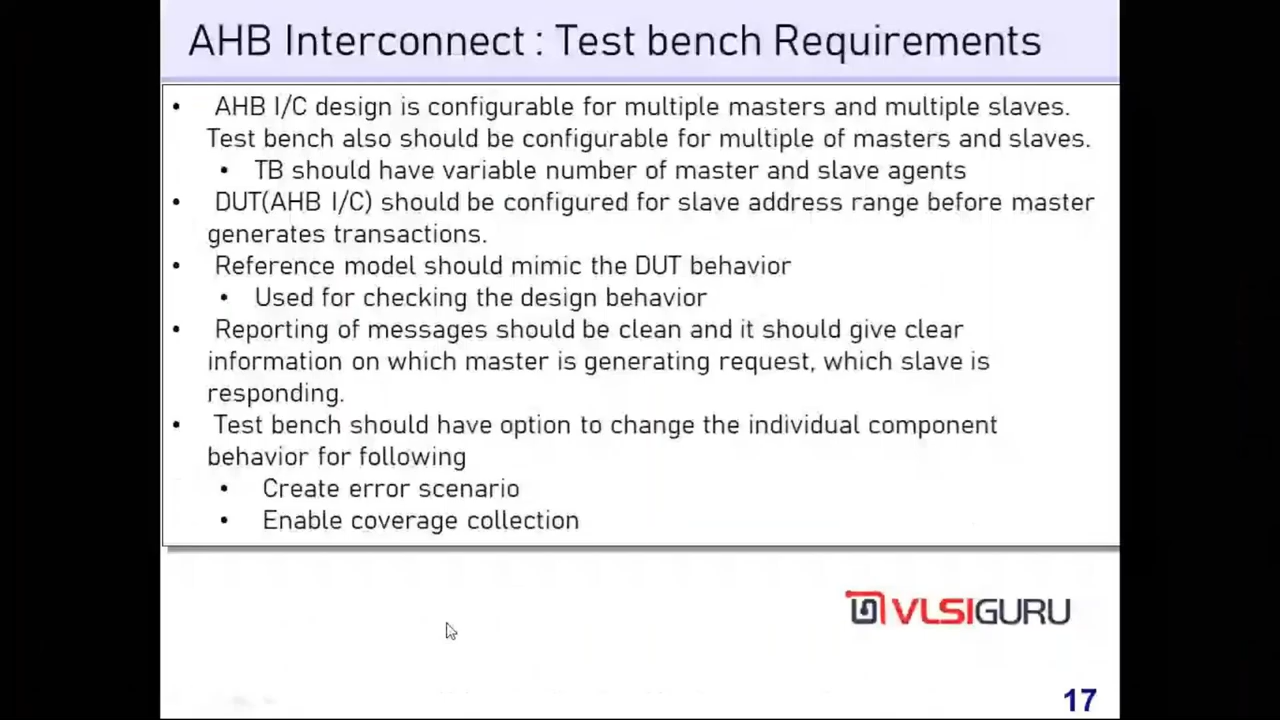 AHB Interconnect : Test bench Requirements
• AHB I/C design is configurable for multiple masters and multiple slaves.
Test bench also should be configurable for multiple of masters and slaves.
• TB should have variable number of master and slave agents
• DUT(AHB I/C) should be configured for slave address range before master
generates transactions.
• Reference model should mimic the DUT behavior
• Used for checking the design behavior
• Reporting of messages should be clean and it should give clear
information on which master is generating request, which slave is
responding.
• Test bench should have option to change the individual component
behavior for following
• Create error scenario
• Enable coverage collection
VLSIGURU
17